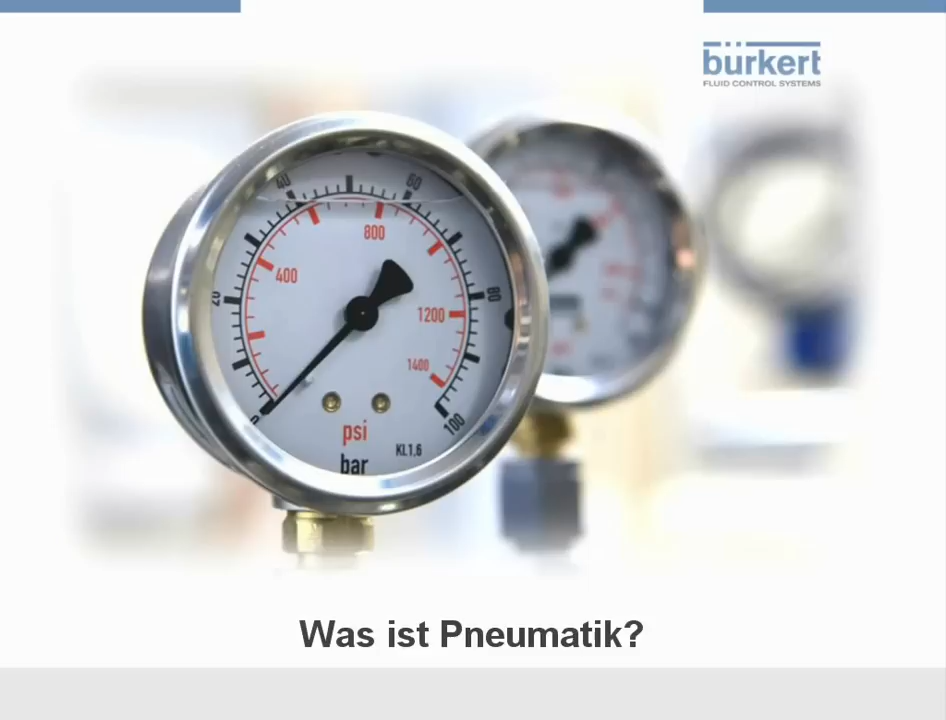 bürkert
FLUID CONTROL SYSTEMS
40
60
800
400
20
80
1200
1400
0
100
psi
KL1,6
bar
Was ist Pneumatik?